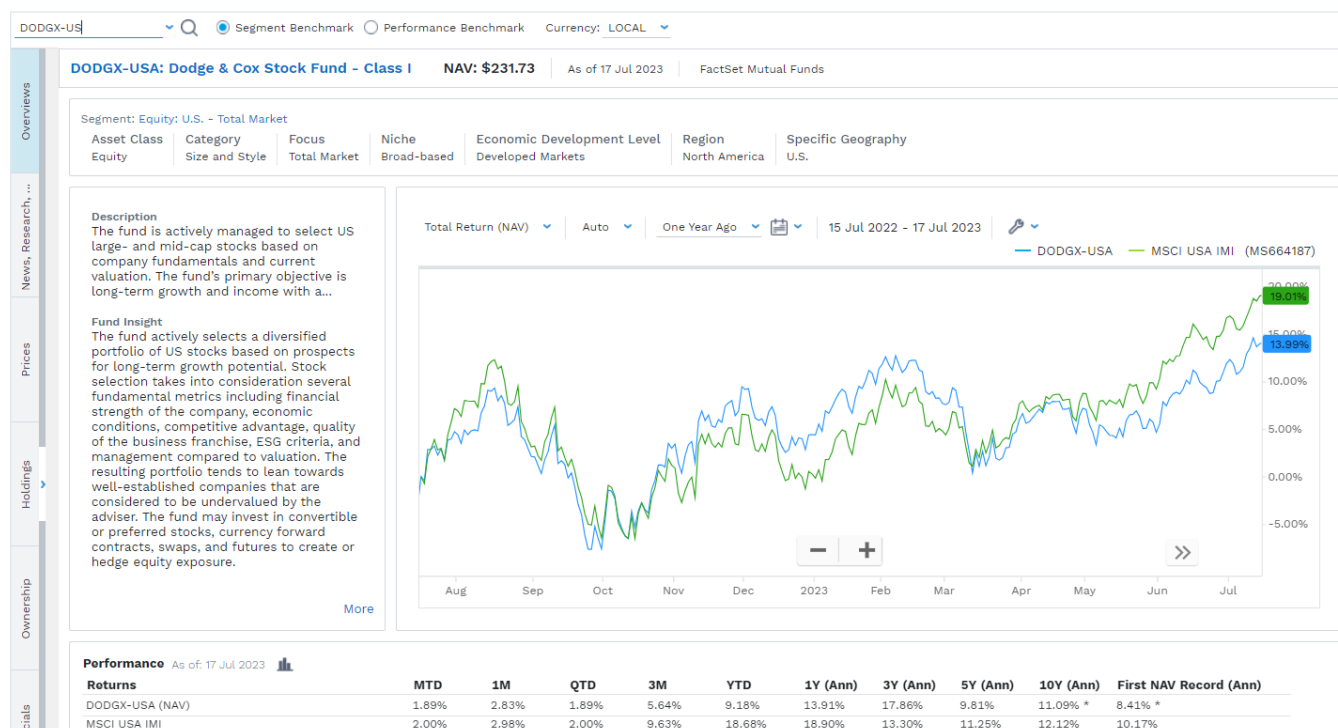 DODGX-US Segment Benchmark Performance Benchmark Currency: LOCAL
DODGX-USA: Dodge & Cox Stock Fund - Class I NAV: $231.73 As of 17 Jul 2023 FactSet Mutual Funds
Overviews
News, Research, ...
Prices
Holdings
Ownership
Segment: Equity: U.S. - Total Market
Asset Class Category Focus Niche Economic Development Level Region Specific Geography
Equity Size and Style Total Market Broad-based Developed Markets North America U.S.
Description
The fund is actively managed to select US
large- and mid-cap stocks based on
company fundamentals and current
valuation. The fund's primary objective is
long-term growth and income with a...
Fund Insight
The fund actively selects a diversified
portfolio of US stocks based on prospects
for long-term growth potential. Stock
selection takes into consideration several
fundamental metrics including financial
strength of the company, economic
conditions, competitive advantage, quality
of the business franchise, ESG criteria, and
management compared to valuation. The
resulting portfolio tends to lean towards
well-established companies that are
considered to be undervalued by the
adviser. The fund may invest in convertible
or preferred stocks, currency forward
contracts, swaps, and futures to create or
hedge equity exposure.
More
Total Return (NAV) Auto One Year Ago 15 Jul 2022 - 17 Jul 2023
DODGX-USA MSCI USA IMI (MS664187)
20.00%
19.01%
15.00%
13.99%
10.00%
5.00%
0.00%
-5.00%
Aug Sep Oct Nov Dec 2023 Feb Mar Apr May Jun Jul
Performance As of: 17 Jul 2023
Returns MTD 1M QTD 3M YTD 1Y (Ann) 3Y (Ann) 5Y (Ann) 10Y (Ann) First NAV Record (Ann)
DODGX-USA (NAV) 1.89% 2.83% 1.89% 5.64% 9.18% 13.91% 17.86% 9.81% 11.09% * 8.41% *
MSCI USA IMI 2.00% 2.98% 2.00% 9.63% 18.68% 18.90% 13.30% 11.25% 12.12% 10.17%